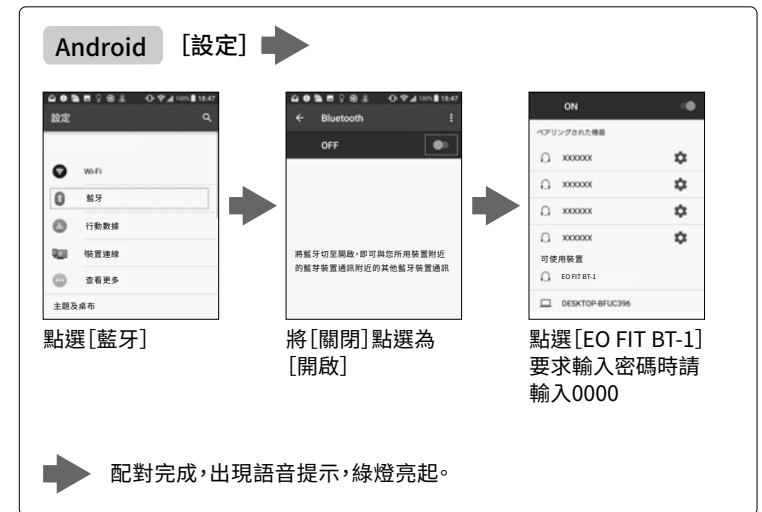 Android [設定]
100% 18:47
設定
Wi-Fi
藍牙
行動數據
裝置連線
查看更多
主題及桌布
點選[藍牙]
100% 18:47
Bluetooth
OFF
將藍牙切至開啟,即可與您所用裝置附近
的藍芽裝置通訊附近的其他藍牙裝置通訊
將[關閉]點選為
[開啟]
ON
ペアリングされた機器
XXXXXX
XXXXXX
XXXXXX
XXXXXX
可使用裝置
EO FIT BT-1
DESKTOP-BFUC396
點選[EO FIT BT-1]
要求輸入密碼時請
輸入0000
配對完成,出現語音提示,綠燈亮起。